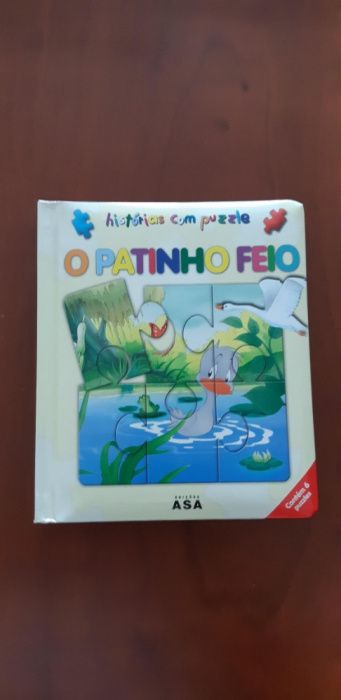 histórias com puzzle
O PATINHO FEIO
EDIÇÕES
ASA
Contém 6
puzzles